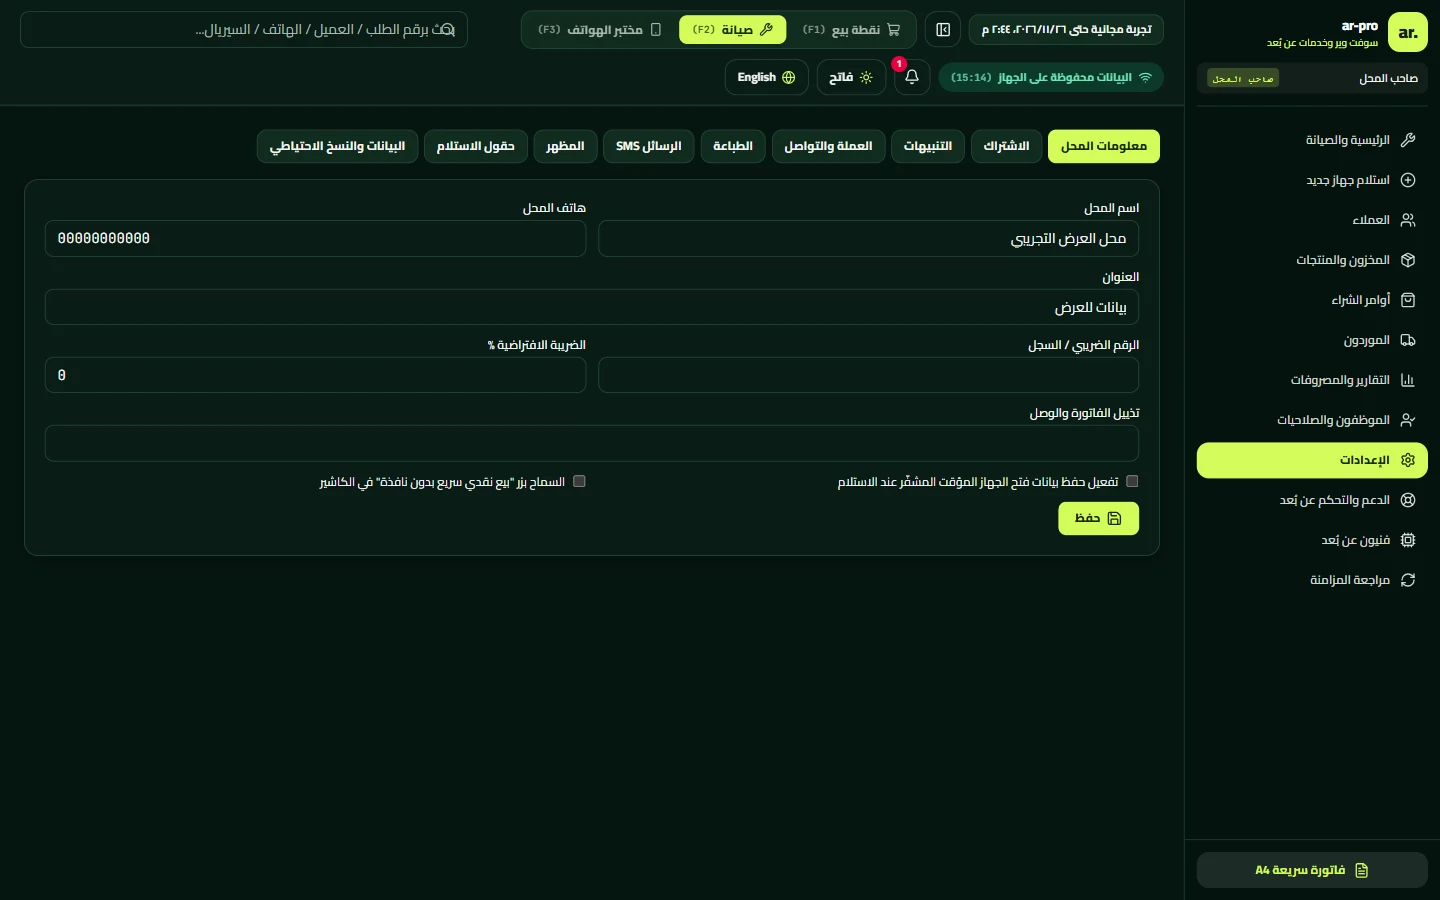 ar.
ar-pro
سوفت وير وخدمات عن بُعد
صاحب المحل
صاحب المحل
الرئيسية والصيانة
استلام جهاز جديد
العملاء
المخزون والمنتجات
أوامر الشراء
الموردون
التقارير والمصروفات
الموظفون والصلاحيات
الإعدادات
الدعم والتحكم عن بُعد
فنيون عن بُعد
مراجعة المزامنة
فاتورة سريعة A4
تجربة مجانية حتى ٢٠٢٦/١١/٢٦، ٢:٤٤ م
نقطة بيع (F1)
صيانة (F2)
مختبر الهواتف (F3)
برقم الطلب / العميل / الهاتف / السيريال...
البيانات محفوظة على الجهاز (15:14)
1
فاتح
English
معلومات المحل
الاشتراك
التنبيهات
العملة والتواصل
الطباعة
الرسائل SMS
المظهر
حقول الاستلام
البيانات والنسخ الاحتياطي
اسم المحل
محل العرض التجريبي
هاتف المحل
00000000000
العنوان
بيانات للعرض
الرقم الضريبي / السجل
الضريبة الافتراضية %
0
تذييل الفاتورة والوصل
تفعيل حفظ بيانات فتح الجهاز المؤقت المشفّر عند الاستلام
السماح بزر "بيع نقدي سريع بدون نافذة" في الكاشير
حفظ